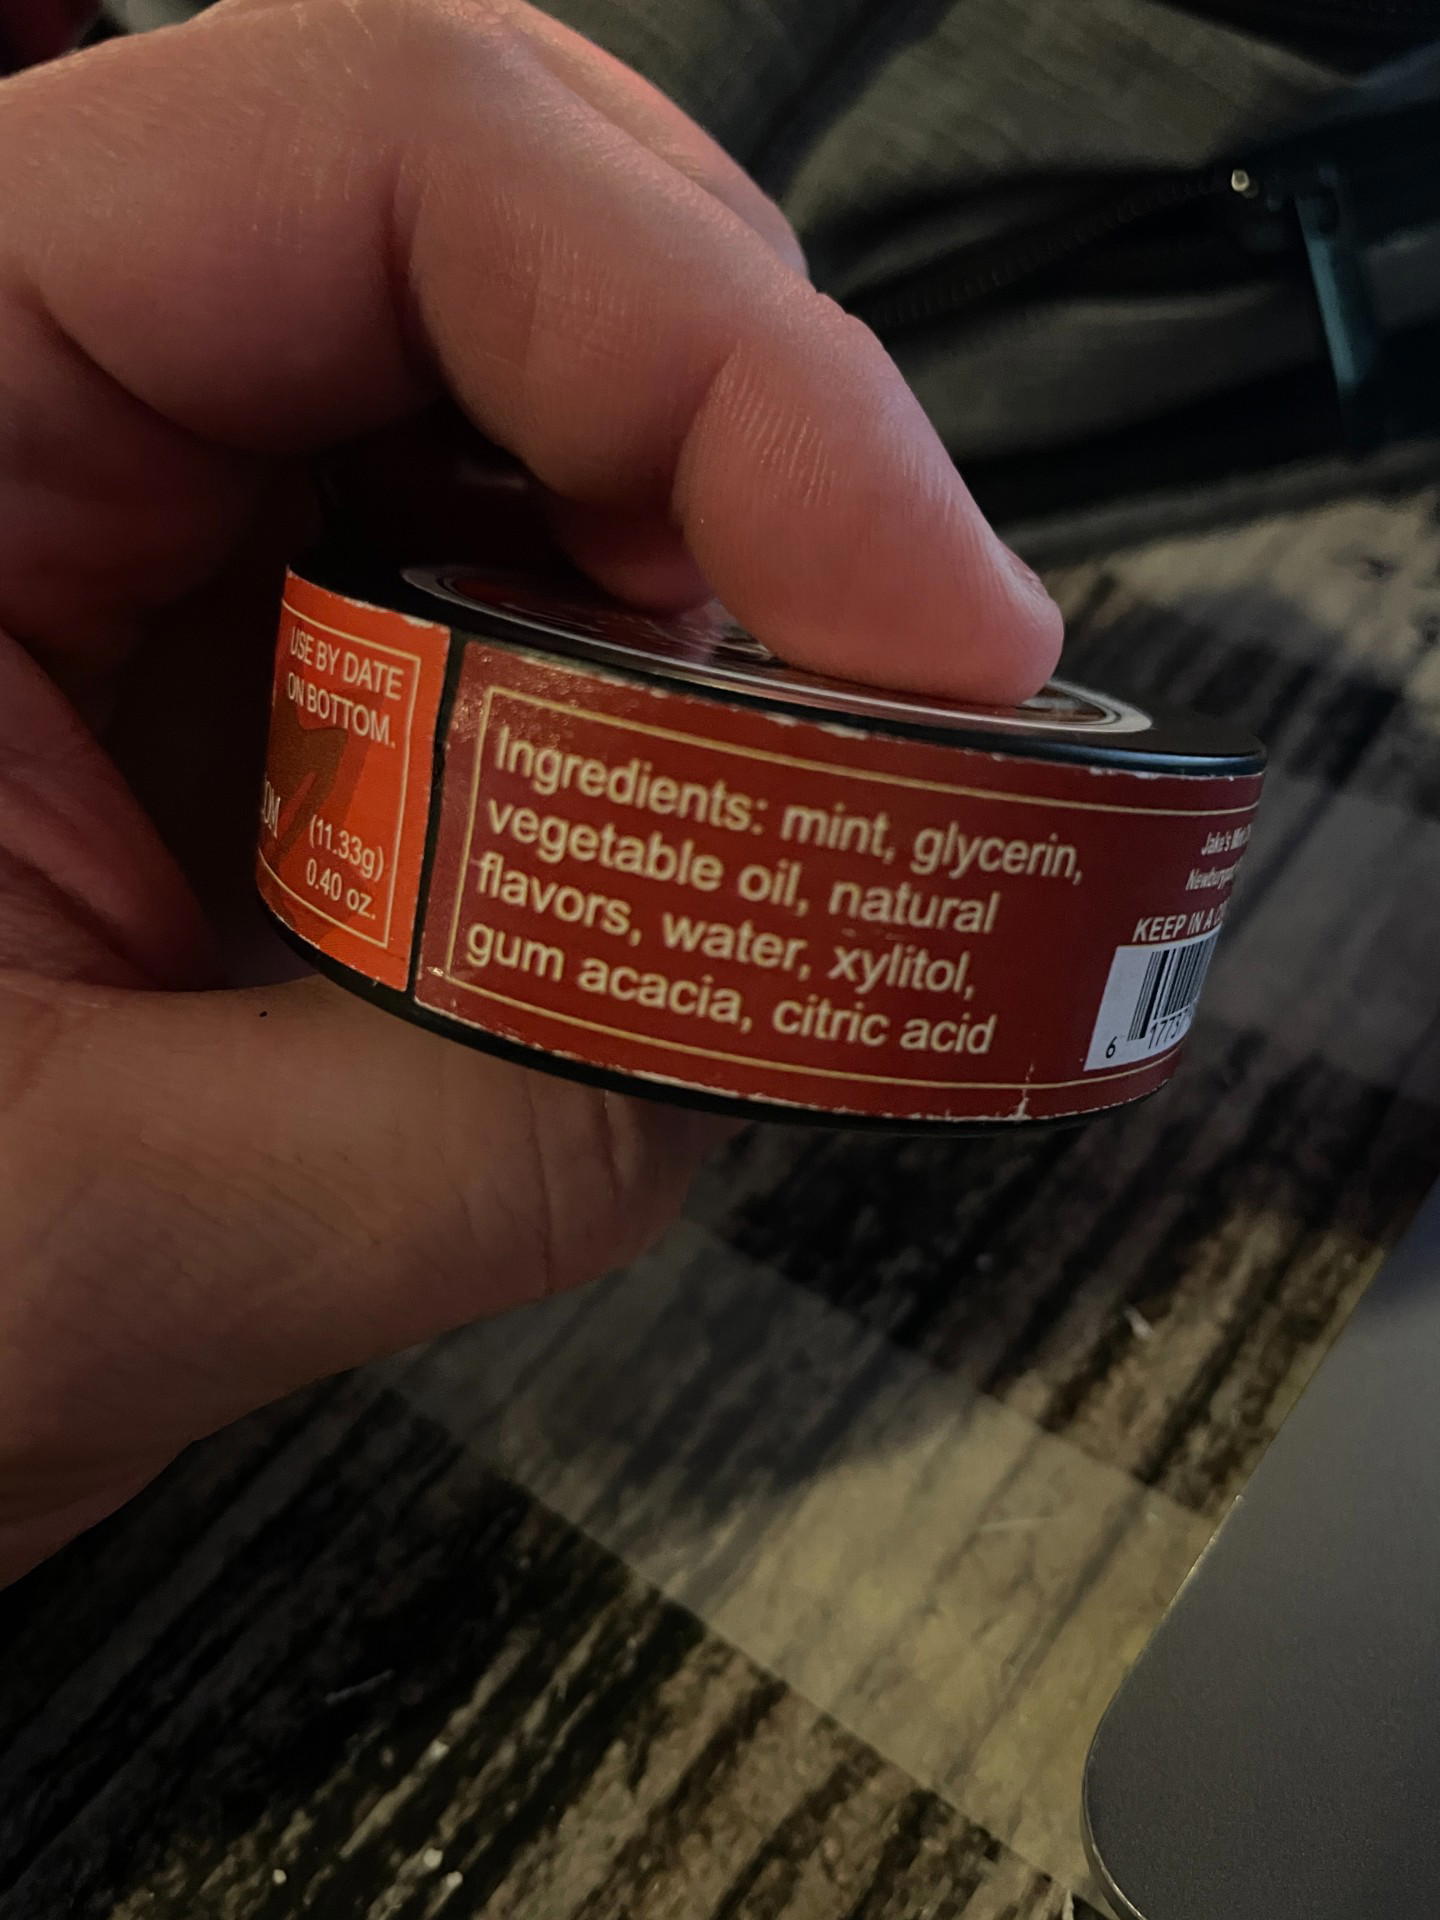 USE BY DATE
ON BOTTOM.
(11.33g)
0.40 oz.
Ingredients: mint, glycerin,
vegetable oil, natural
flavors, water, xylitol,
gum acacia, citric acid
Jake's
KEEP IN A
6